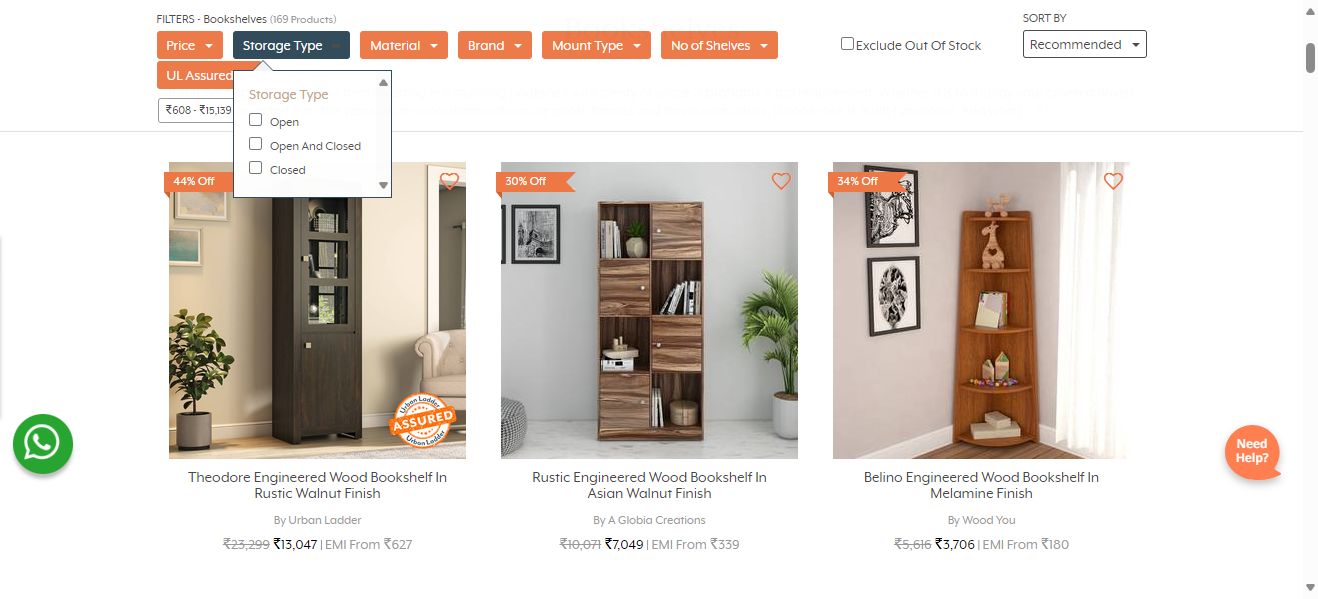 FILTERS - Bookshelves (169 Products)
SORT BY
Price
Storage Type
Material
Brand
Mount Type
No of Shelves
Exclude Out Of Stock
Recommended
UL Assured
₹608 - ₹15,139
Storage Type
Open
Open And Closed
Closed
44% Off
30% Off
34% Off
Urban Ladder
ASSURED
Urban Ladder
Need
Help?
Theodore Engineered Wood Bookshelf In
Rustic Walnut Finish
By Urban Ladder
₹23,299 ₹13,047 | EMI From ₹627
Rustic Engineered Wood Bookshelf In
Asian Walnut Finish
By A Globia Creations
₹10,071 ₹7,049 | EMI From ₹339
Belino Engineered Wood Bookshelf In
Melamine Finish
By Wood You
₹5,616 ₹3,706 | EMI From ₹180